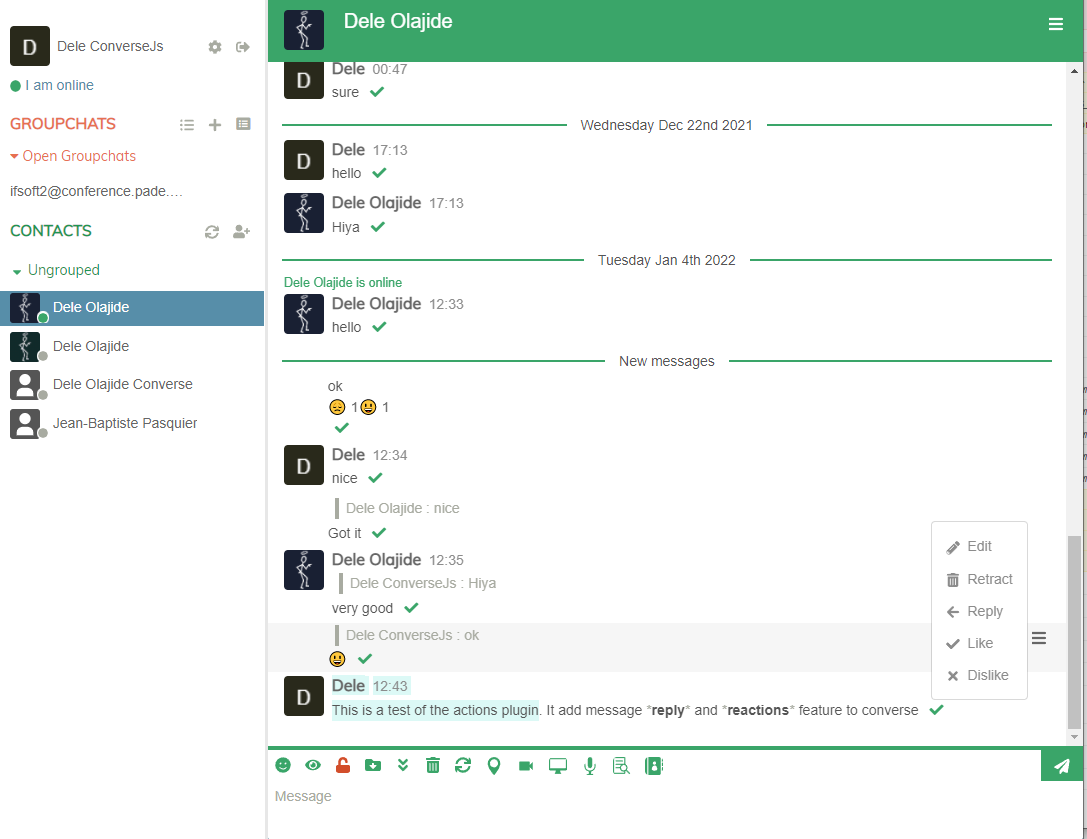 D
Dele ConverseJs
I am online
GROUPCHATS
Open Groupchats
ifsoft2@conference.pade....
CONTACTS
Ungrouped
Dele Olajide
Dele Olajide
Dele Olajide Converse
Jean-Baptiste Pasquier
Dele Olajide
D
Dele 00:47
sure
Wednesday Dec 22nd 2021
D
Dele 17:13
hello
Dele Olajide 17:13
Hiya
Tuesday Jan 4th 2022
Dele Olajide is online
Dele Olajide 12:33
hello
New messages
ok
😞 1😃 1
D
Dele 12:34
nice
Dele Olajide : nice
Got it
Dele Olajide 12:35
Dele ConverseJs : Hiya
very good
Dele ConverseJs : ok
😃
D
Dele 12:43
This is a test of the actions plugin. It add message *reply* and *reactions* feature to converse
Edit
Retract
Reply
Like
Dislike
Message